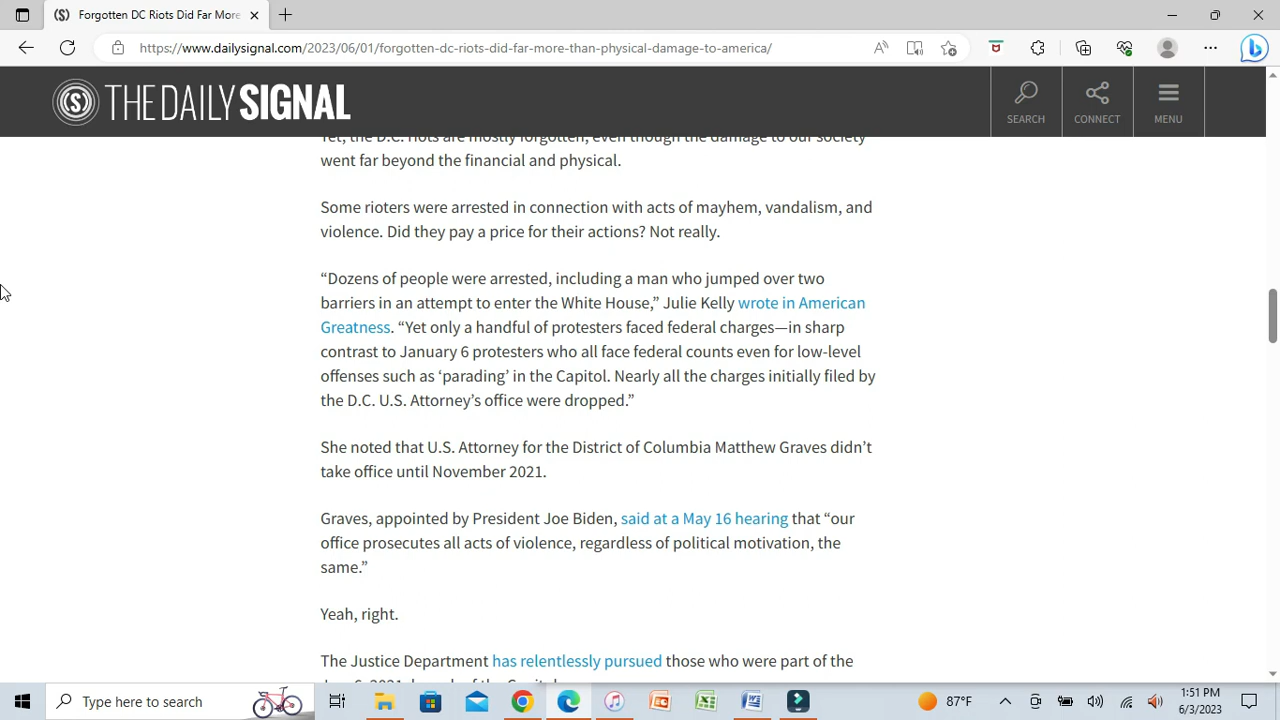 Forgotten DC Riots Did Far More
https://www.dailysignal.com/2023/06/01/forgotten-dc-riots-did-far-more-than-physical-damage-to-america/
THE DAILY SIGNAL
SEARCH
CONNECT
MENU
Yet, the D.C. riots are mostly forgotten, even though the damage to our society
went far beyond the financial and physical.
Some rioters were arrested in connection with acts of mayhem, vandalism, and
violence. Did they pay a price for their actions? Not really.
“Dozens of people were arrested, including a man who jumped over two
barriers in an attempt to enter the White House,” Julie Kelly wrote in American
Greatness. “Yet only a handful of protesters faced federal charges—in sharp
contrast to January 6 protesters who all face federal counts even for low-level
offenses such as ‘parading’ in the Capitol. Nearly all the charges initially filed by
the D.C. U.S. Attorney’s office were dropped.”
She noted that U.S. Attorney for the District of Columbia Matthew Graves didn’t
take office until November 2021.
Graves, appointed by President Joe Biden, said at a May 16 hearing that “our
office prosecutes all acts of violence, regardless of political motivation, the
same.”
Yeah, right.
The Justice Department has relentlessly pursued those who were part of the
Type here to search
87°F
1:51 PM
6/3/2023